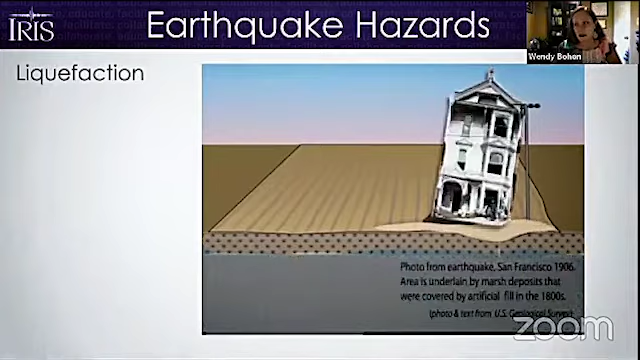 IRIS
Earthquake Hazards
Wendy Bohon
Liquefaction
Photo from earthquake, San Francisco 1906.
Area is underlain by marsh deposits that
were covered by artificial fill in the 1800s.
(photo & text from U.S. Geological Survey)
zoom